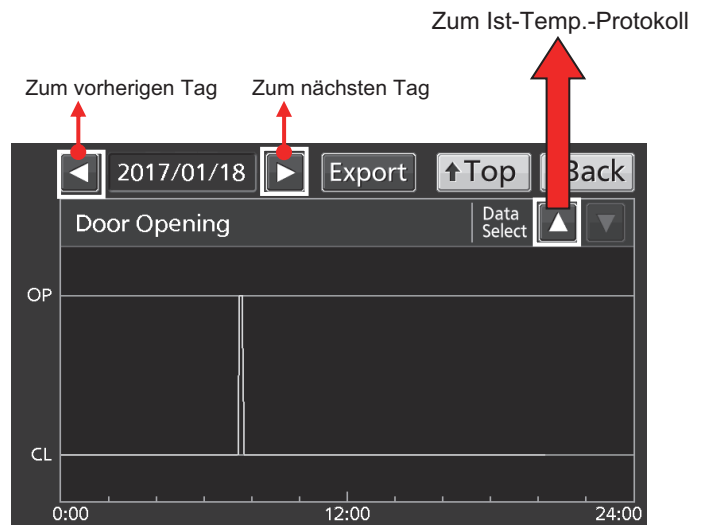 Zum Ist-Temp.-Protokoll
Zum vorherigen Tag
Zum nächsten Tag
2017/01/18
Export
Top
Back
Door Opening
Data
Select
OP
CL
0:00
12:00
24:00